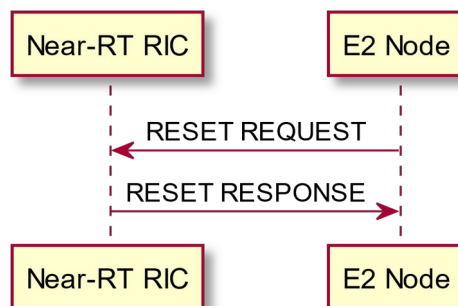 Near-RT RIC
E2 Node
RESET REQUEST
RESET RESPONSE
Near-RT RIC
E2 Node